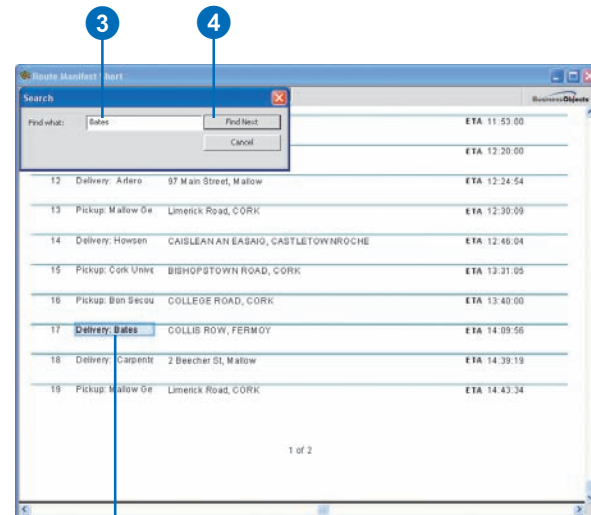 3 4
Route Manifest Short
Search
BusinessObjects
Find what: Bates Find Next
Cancel
ETA 11:53:00
ETA 12:20:00
12 Delivery: Artero 97 Main Street, Mallow ETA 12:24:54
13 Pickup: Mallow Ge Limerick Road, CORK ETA 12:30:09
14 Delivery: Howsen CAISLEAN AN EASAIG, CASTLETOWNROCHE ETA 12:46:04
15 Pickup: Cork Unive BISHOPSTOWN ROAD, CORK ETA 13:31:05
16 Pickup: Bon Secou COLLEGE ROAD, CORK ETA 13:40:00
17 Delivery: Bates COLLIS ROW, FERMOY ETA 14:09:56
18 Delivery: Carpente 2 Beecher St, Mallow ETA 14:39:19
19 Pickup: Mallow Ge Limerick Road, CORK ETA 14:43:34
1 of 2